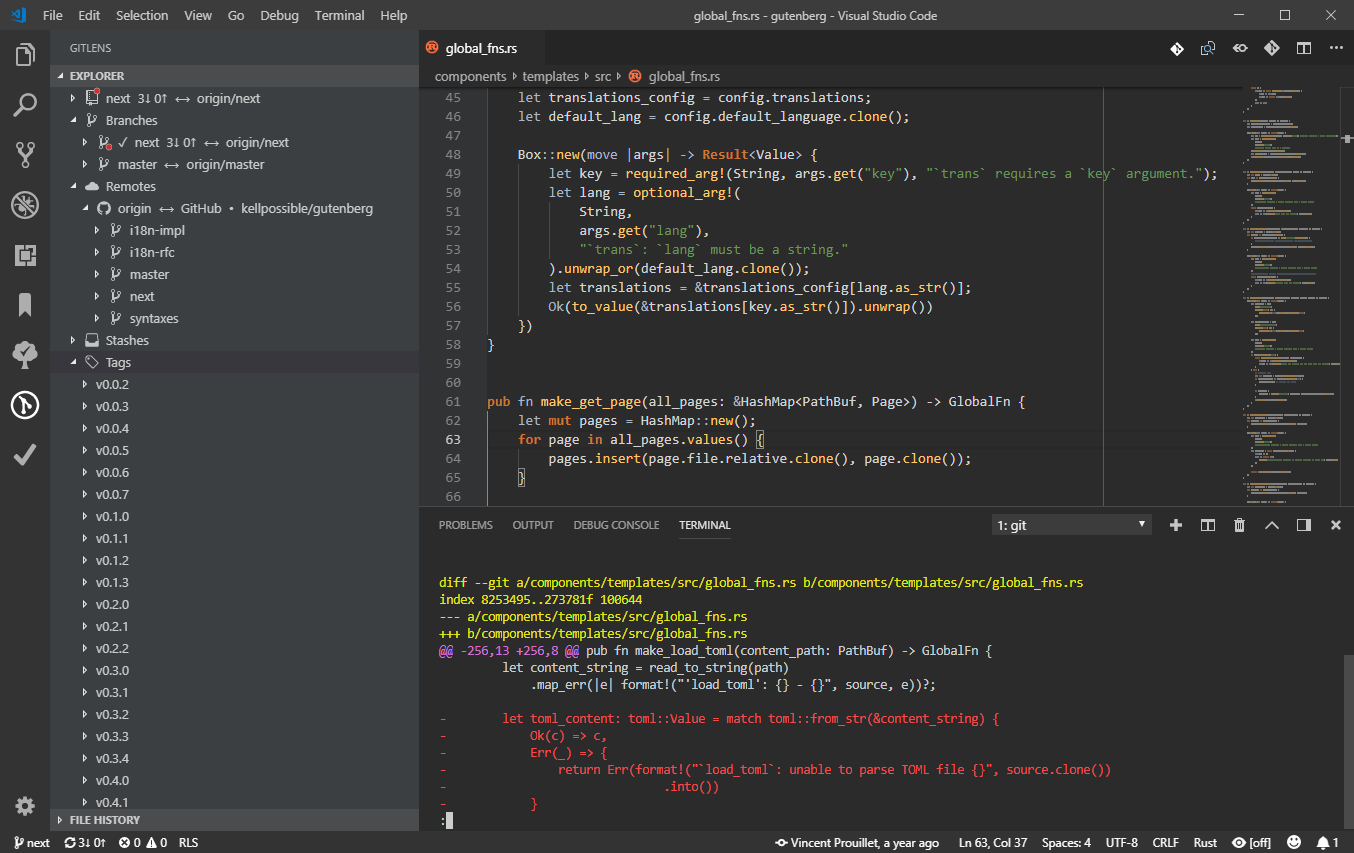 File Edit Selection View Go Debug Terminal Help
global_fns.rs - gutenberg - Visual Studio Code
GITLENS
EXPLORER
next 3↓ 0↑ ↔ origin/next
Branches
✓ next 3↓ 0↑ ↔ origin/next
master ↔ origin/master
Remotes
origin ↔ GitHub • kellpossible/gutenberg
i18n-impl
i18n-rfc
master
next
syntaxes
Stashes
Tags
v0.0.2
v0.0.3
v0.0.4
v0.0.5
v0.0.6
v0.0.7
v0.1.0
v0.1.1
v0.1.2
v0.1.3
v0.2.0
v0.2.1
v0.2.2
v0.3.0
v0.3.1
v0.3.2
v0.3.3
v0.3.4
v0.4.0
v0.4.1
FILE HISTORY
global_fns.rs
components templates src global_fns.rs
45 let translations_config = config.translations;
46 let default_lang = config.default_language.clone();
47
48 Box::new(move |args| -> Result<Value> {
49 let key = required_arg!(String, args.get("key"), "`trans` requires a `key` argument.");
50 let lang = optional_arg!(
51 String,
52 args.get("lang"),
53 "`trans`: `lang` must be a string."
54 ).unwrap_or(default_lang.clone());
55 let translations = &translations_config[lang.as_str()];
56 Ok(to_value(&translations[key.as_str()]).unwrap())
57 })
58 }
59
60
61 pub fn make_get_page(all_pages: &HashMap<PathBuf, Page>) -> GlobalFn {
62 let mut pages = HashMap::new();
63 for page in all_pages.values() {
64 pages.insert(page.file.relative.clone(), page.clone());
65 }
66
PROBLEMS OUTPUT DEBUG CONSOLE TERMINAL
1: git
diff --git a/components/templates/src/global_fns.rs b/components/templates/src/global_fns.rs
index 8253495..273781f 100644
--- a/components/templates/src/global_fns.rs
+++ b/components/templates/src/global_fns.rs
@@ -256,13 +256,8 @@ pub fn make_load_toml(content_path: PathBuf) -> GlobalFn {
let content_string = read_to_string(path)
.map_err(|e| format!("'load_toml': {} - {}", source, e))?;
- let toml_content: toml::Value = match toml::from_str(&content_string) {
- Ok(c) => c,
- Err(_) => {
- return Err(format!("`load_toml`: unable to parse TOML file {}", source.clone())
- .into())
- }
:
next 3↓ 0↑ 0 0 RLS
Vincent Prouillet, a year ago Ln 63, Col 37 Spaces: 4 UTF-8 CRLF Rust [off] 1